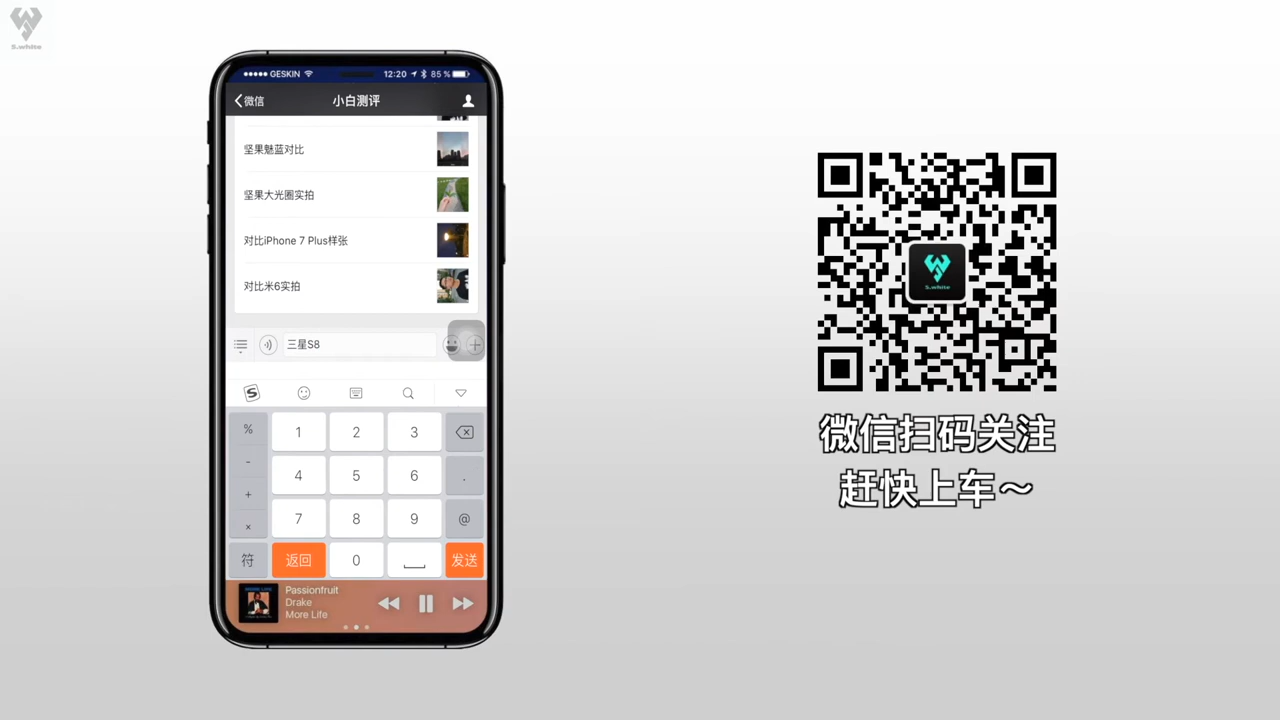 S.white
GESKIN
12:20
85 %
微信
小白测评
坚果魅蓝对比
坚果大光圈实拍
对比iPhone 7 Plus样张
对比米6实拍
三星S8
S
% 1 2 3
- 4 5 6 .
+
× 7 8 9 @
符 返回 0 发送
MORE LIFE
Passionfruit
Drake
More Life
S.white
微信扫码关注
赶快上车～